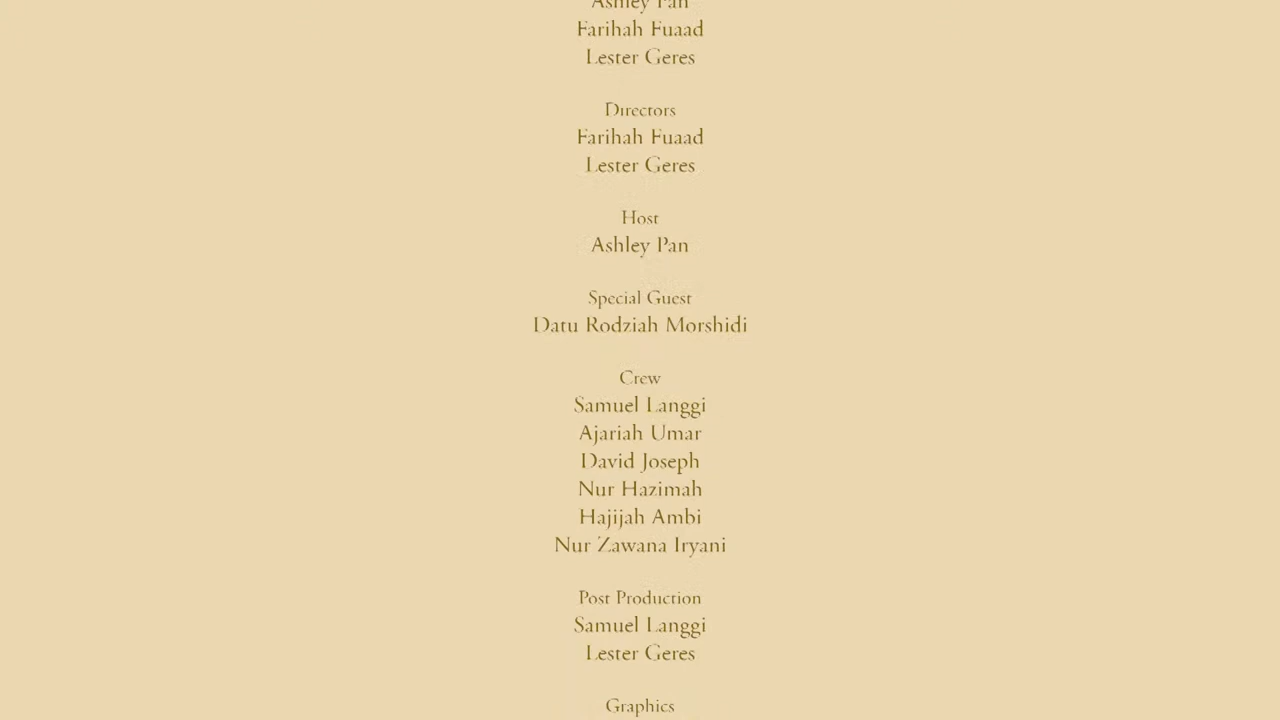 Ashley Pan
Farihah Fuaad
Lester Geres
Directors
Farihah Fuaad
Lester Geres
Host
Ashley Pan
Special Guest
Datu Rodziah Morshidi
Crew
Samuel Langgi
Ajariah Umar
David Joseph
Nur Hazimah
Hajijah Ambi
Nur Zawana Iryani
Post Production
Samuel Langgi
Lester Geres
Graphics